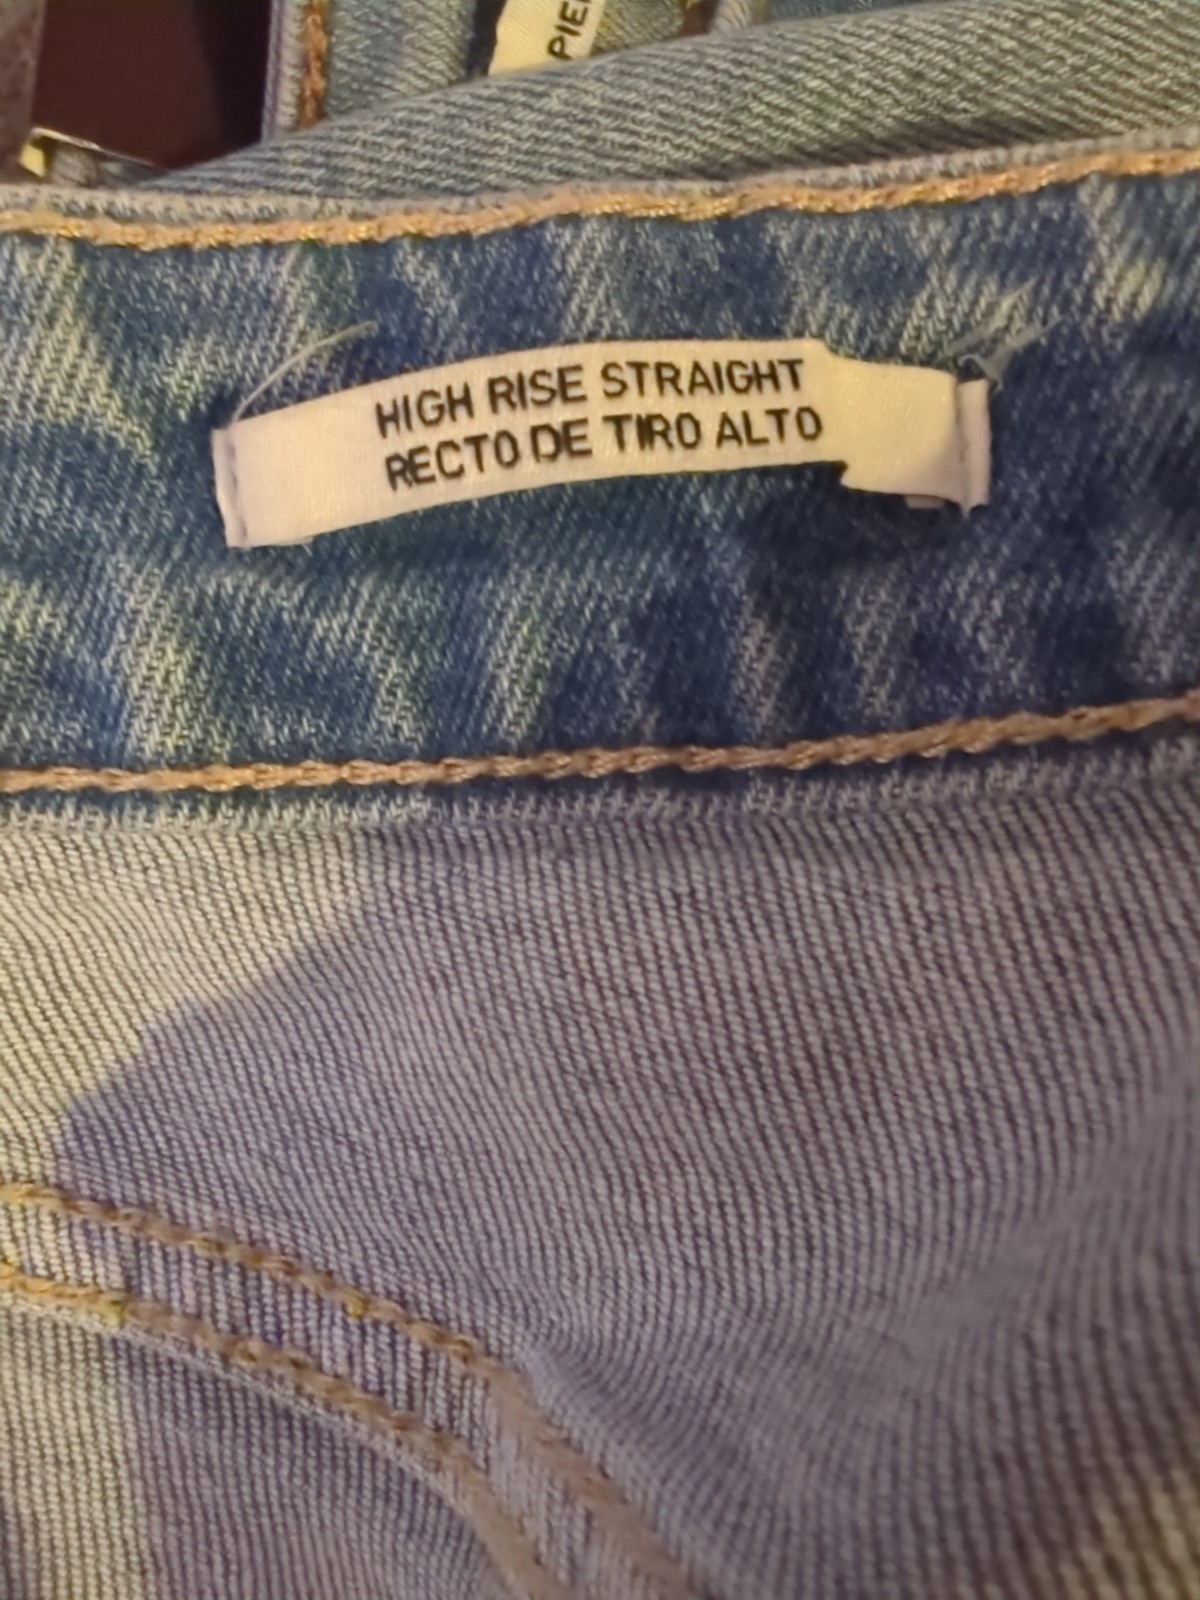 HIGH RISE STRAIGHT
RECTO DE TIRO ALTO